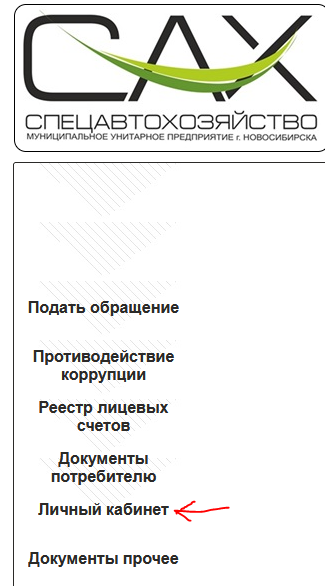 САХ
СПЕЦАВТОХОЗЯЙСТВО
МУНИЦИПАЛЬНОЕ УНИТАРНОЕ ПРЕДПРИЯТИЕ г. НОВОСИБИРСКА
Подать обращение
Противодействие
коррупции
Реестр лицевых
счетов
Документы
потребителю
Личный кабинет
Документы прочее